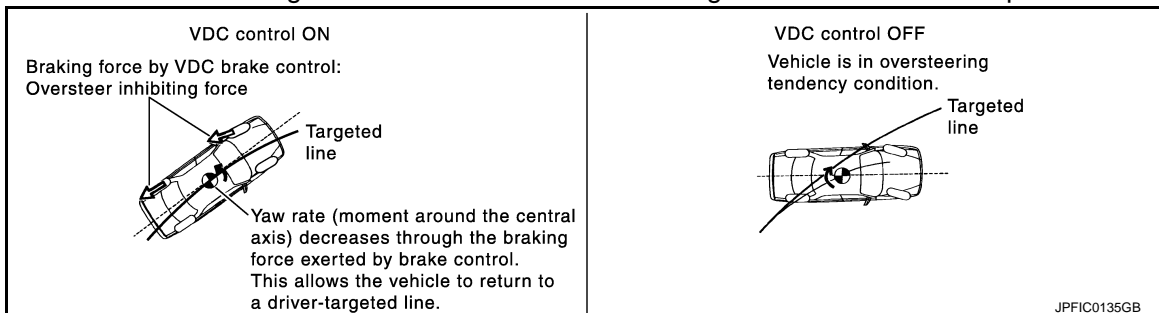 VDC control ON
Braking force by VDC brake control:
Oversteer inhibiting force
Targeted
line
Yaw rate (moment around the central
axis) decreases through the braking
force exerted by brake control.
This allows the vehicle to return to
a driver-targeted line.
VDC control OFF
Vehicle is in oversteering
tendency condition.
Targeted
line
JPFIC0135GB